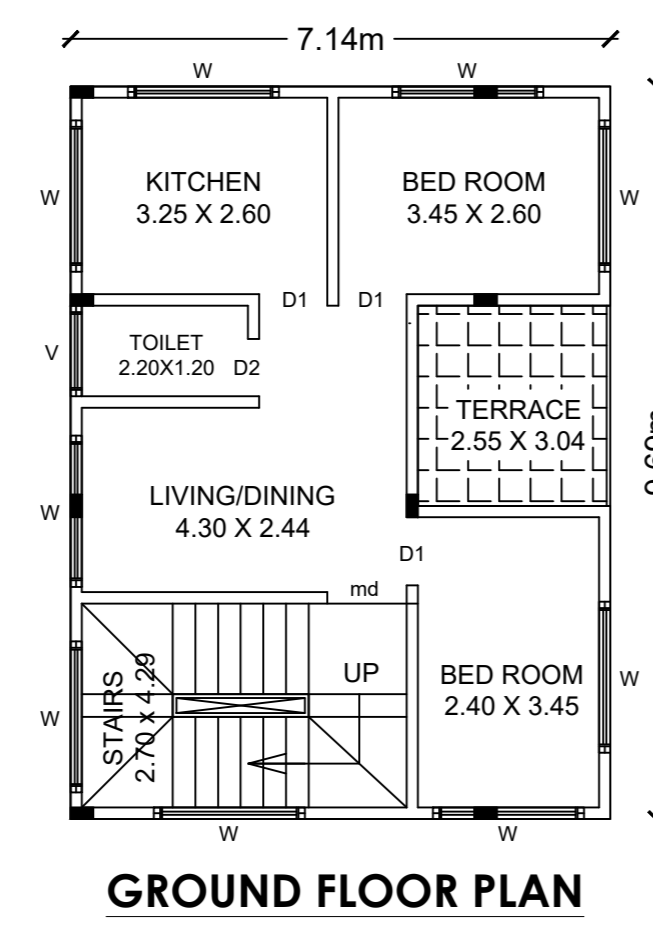 7.14m
W
W
KITCHEN
3.25 X 2.60
BED ROOM
3.45 X 2.60
W
W
D1
D1
TOILET
2.20X1.20
V
D2
TERRACE
2.55 X 3.04
LIVING/DINING
4.30 X 2.44
W
D1
md
UP
STAIRS
2.70 x 4.29
BED ROOM
2.40 X 3.45
W
W
W
W
GROUND FLOOR PLAN